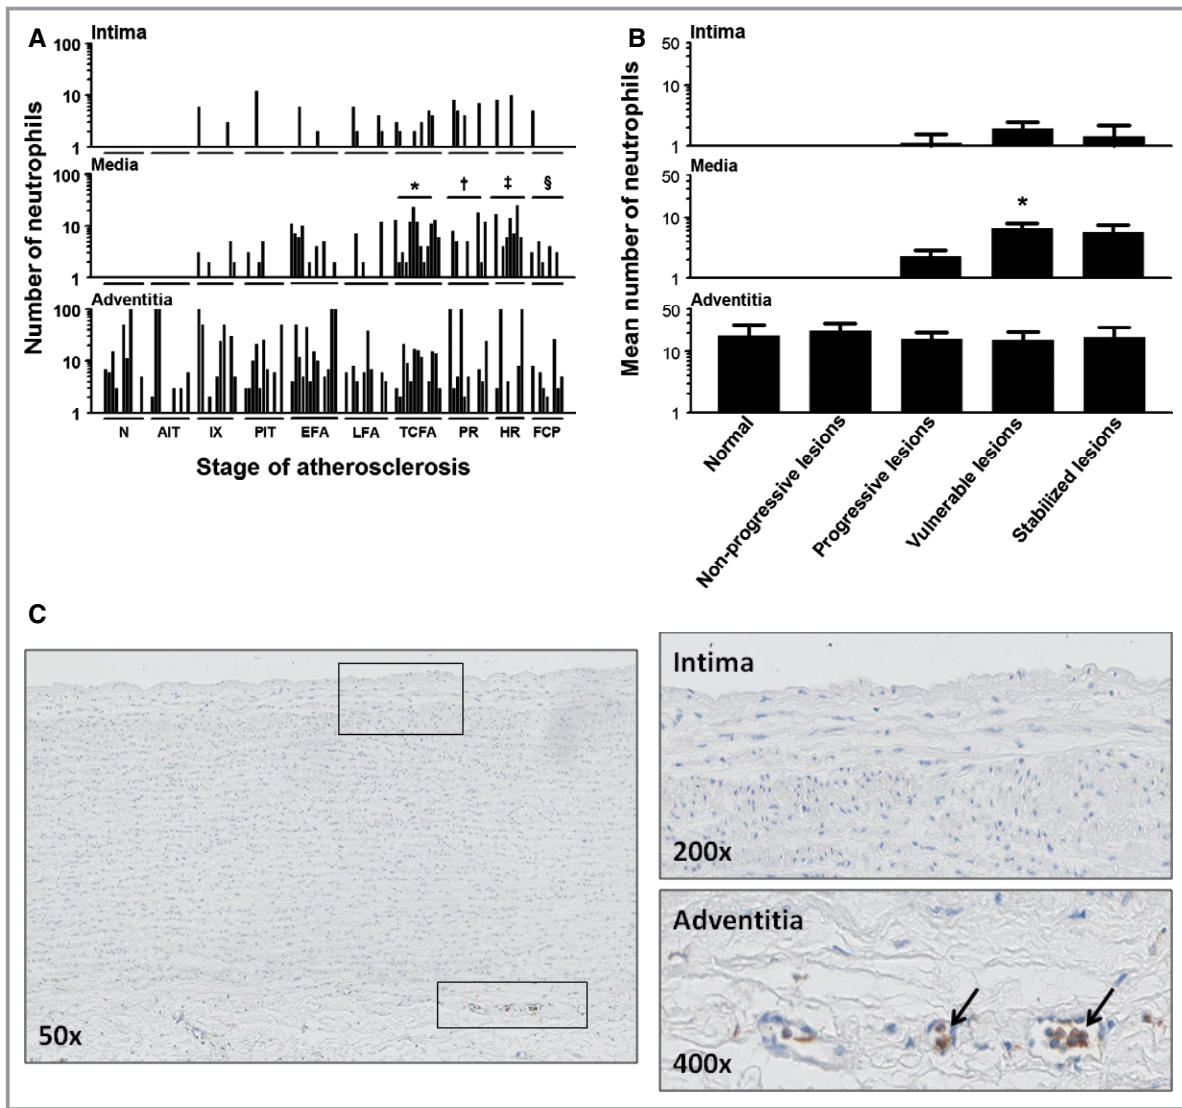 A
Intima
100
10
1
Media
* † ‡ §
100
10
1
Adventitia
100
10
1
Number of neutrophils
N AIT IX PIT EFA LFA TCFA PR HR FCP
Stage of atherosclerosis
B
Intima
50
10
1
Media
*
50
10
1
Adventitia
50
10
1
Mean number of neutrophils
Normal
Non-progressive lesions
Progressive lesions
Vulnerable lesions
Stabilized lesions
C
50x
Intima
200x
Adventitia
400x